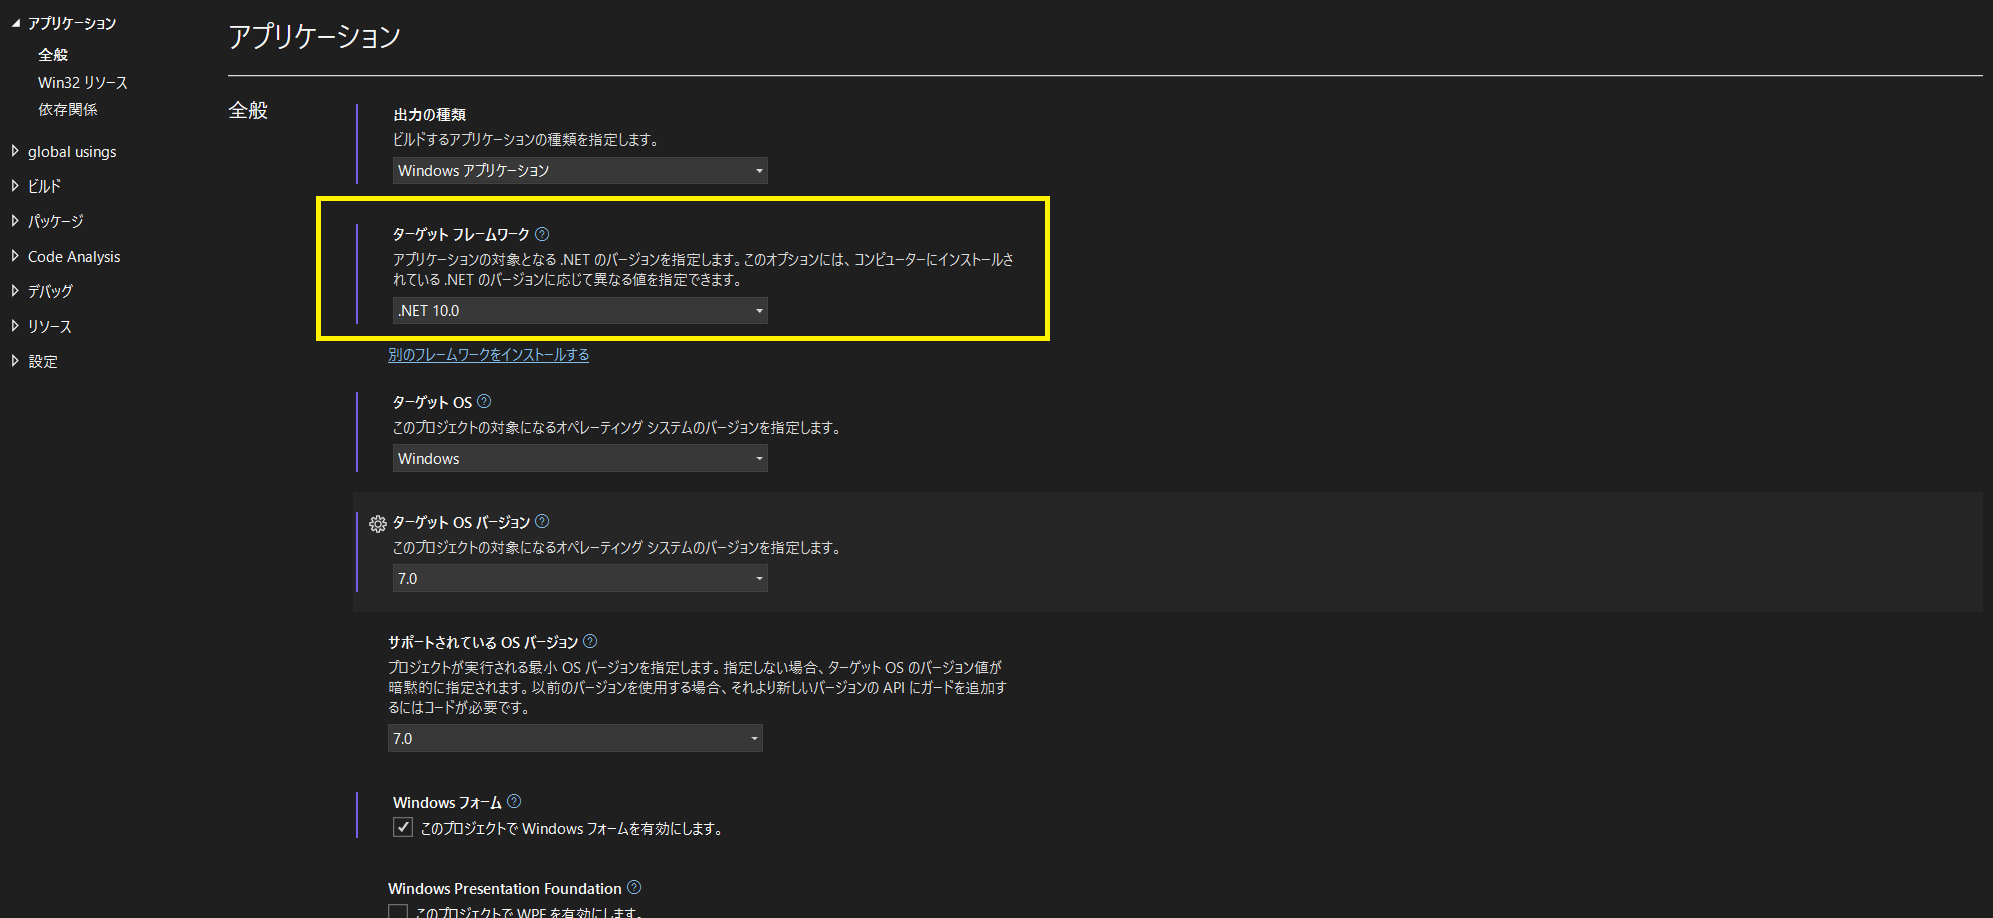 アプリケーション
全般
Win32 リソース
依存関係
global usings
ビルド
パッケージ
Code Analysis
デバッグ
リソース
設定
アプリケーション
全般
出力の種類
ビルドするアプリケーションの種類を指定します。
Windows アプリケーション
ターゲット フレームワーク
アプリケーションの対象となる .NET のバージョンを指定します。このオプションには、コンピューターにインストールさ
れている .NET のバージョンに応じて異なる値を指定できます。
.NET 10.0
別のフレームワークをインストールする
ターゲット OS
このプロジェクトの対象になるオペレーティング システムのバージョンを指定します。
Windows
ターゲット OS バージョン
このプロジェクトの対象になるオペレーティング システムのバージョンを指定します。
7.0
サポートされている OS バージョン
プロジェクトが実行される最小 OS バージョンを指定します。指定しない場合、ターゲット OS のバージョン値が
暗黙的に指定されます。以前のバージョンを使用する場合、それより新しいバージョンの API にガードを追加す
るにはコードが必要です。
7.0
Windows フォーム
このプロジェクトで Windows フォームを有効にします。
Windows Presentation Foundation
このプロジェクトで WPF を有効にします。